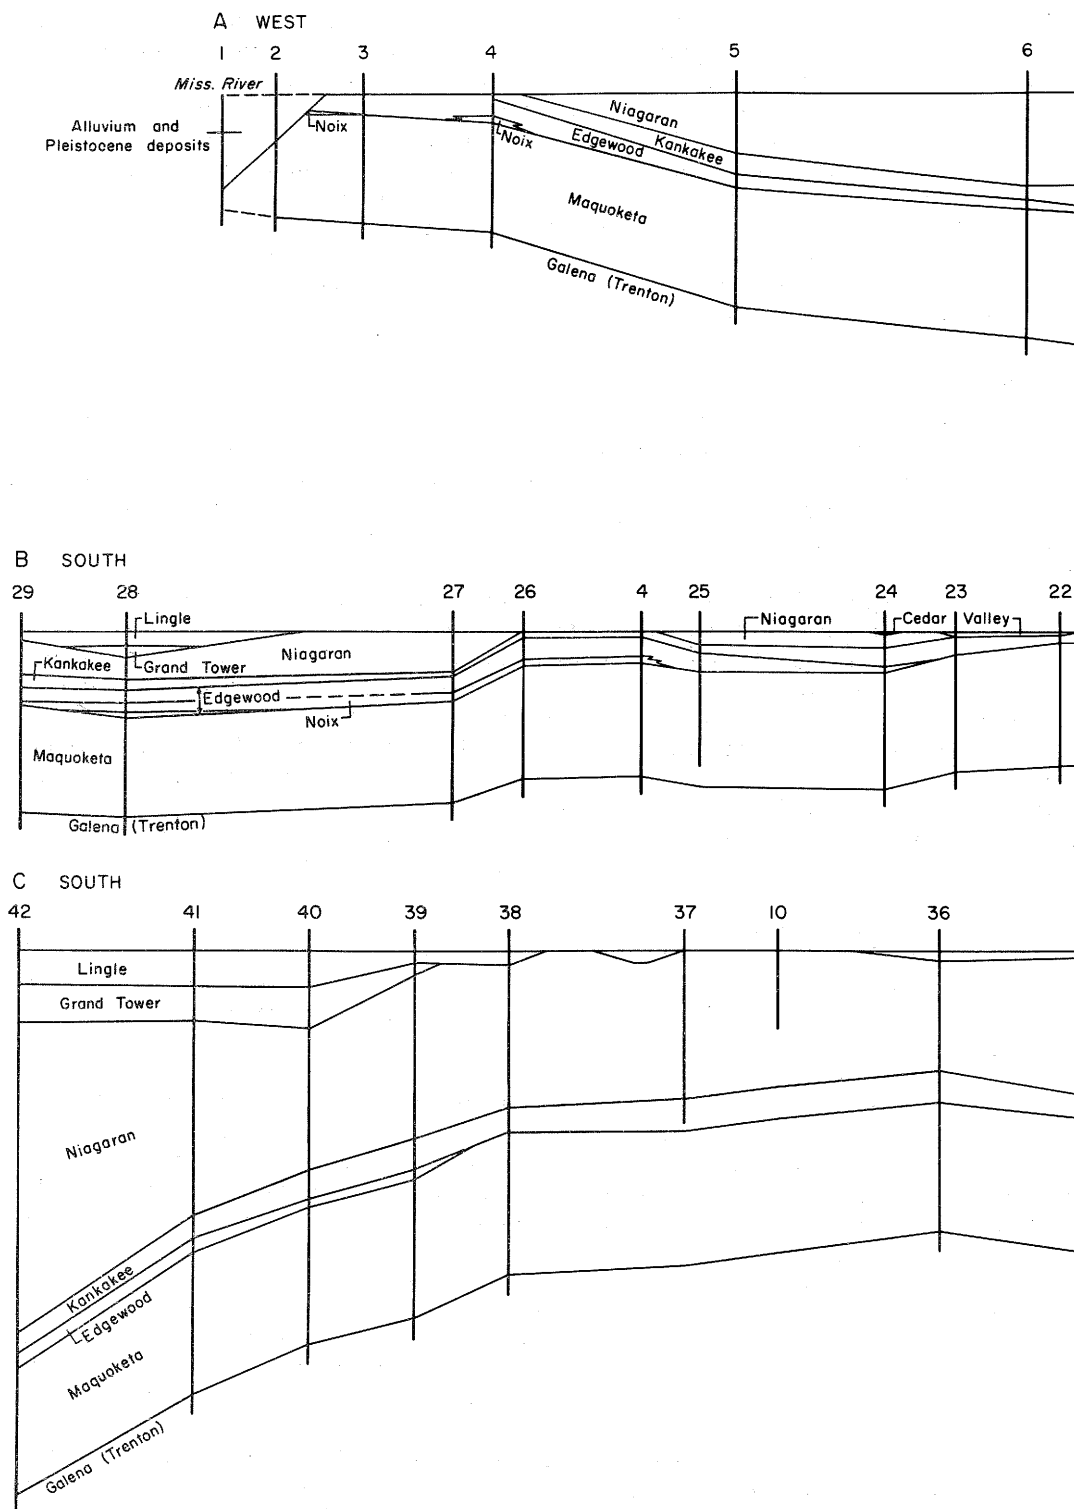 A WEST
1 2 3 4 5 6
Miss. River
Alluvium and
Pleistocene deposits
Noix
Noix
Niagaran
Kankakee
Edgewood
Maquoketa
Galena (Trenton)
B SOUTH
29 28 27 26 4 25 24 23 22
Lingle
Niagaran
Cedar Valley
Kankakee
Grand Tower
Niagaran
Edgewood
Noix
Maquoketa
Galena (Trenton)
C SOUTH
42 41 40 39 38 37 10 36
Lingle
Grand Tower
Niagaran
Kankakee
Edgewood
Maquoketa
Galena (Trenton)